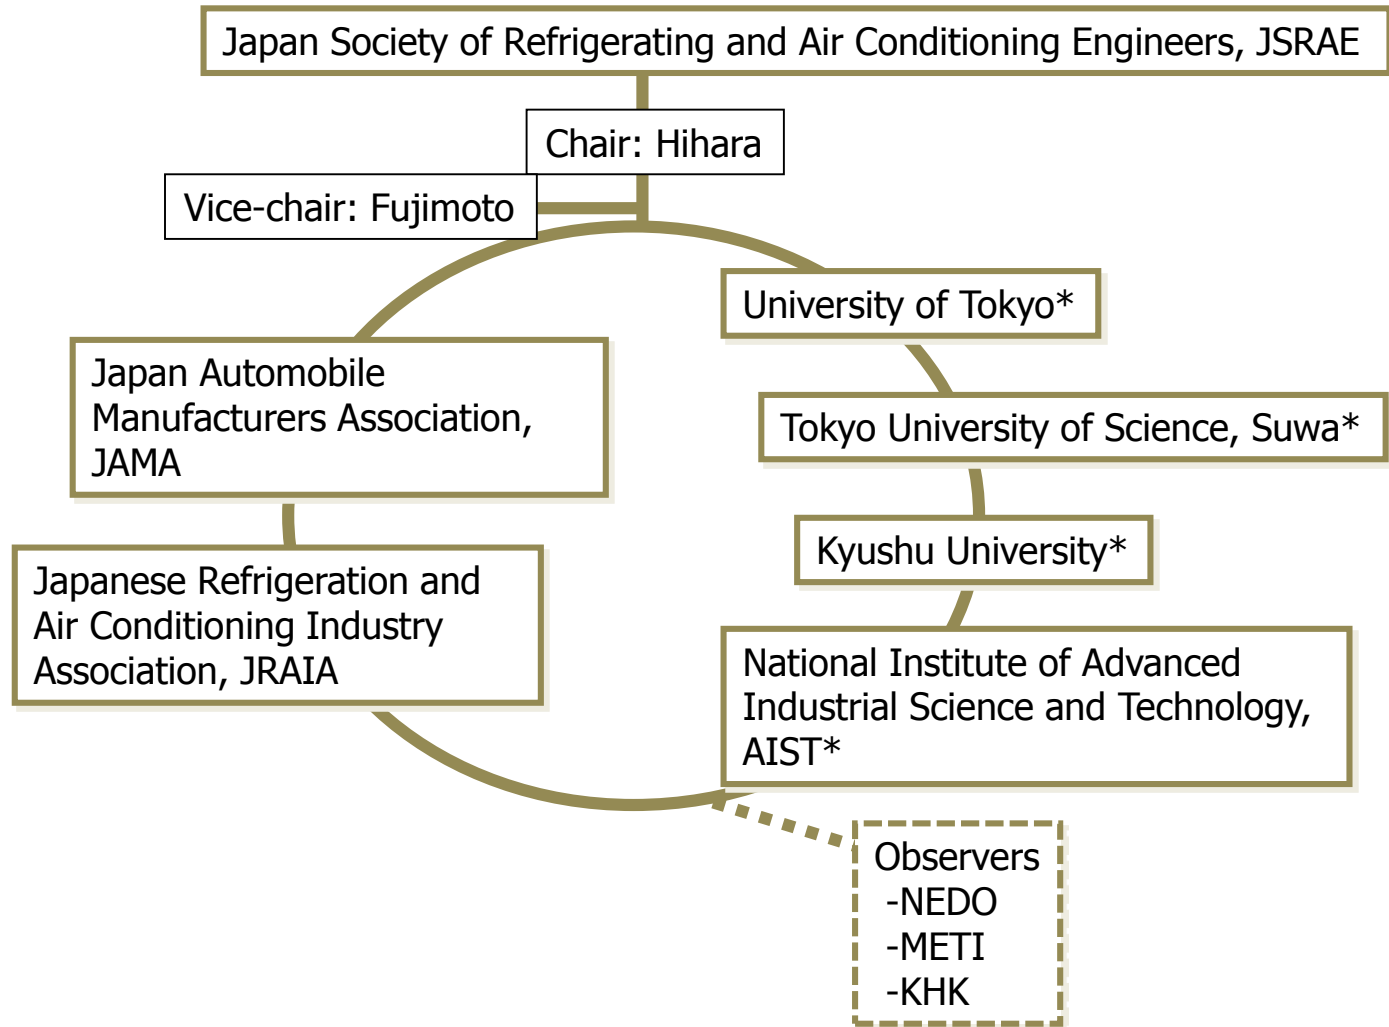 Japan Society of Refrigerating and Air Conditioning Engineers, JSRAE
Chair: Hihara
Vice-chair: Fujimoto
University of Tokyo*
Japan Automobile
Manufacturers Association,
JAMA
Tokyo University of Science, Suwa*
Kyushu University*
Japanese Refrigeration and
Air Conditioning Industry
Association, JRAIA
National Institute of Advanced
Industrial Science and Technology,
AIST*
Observers
-NEDO
-METI
-KHK